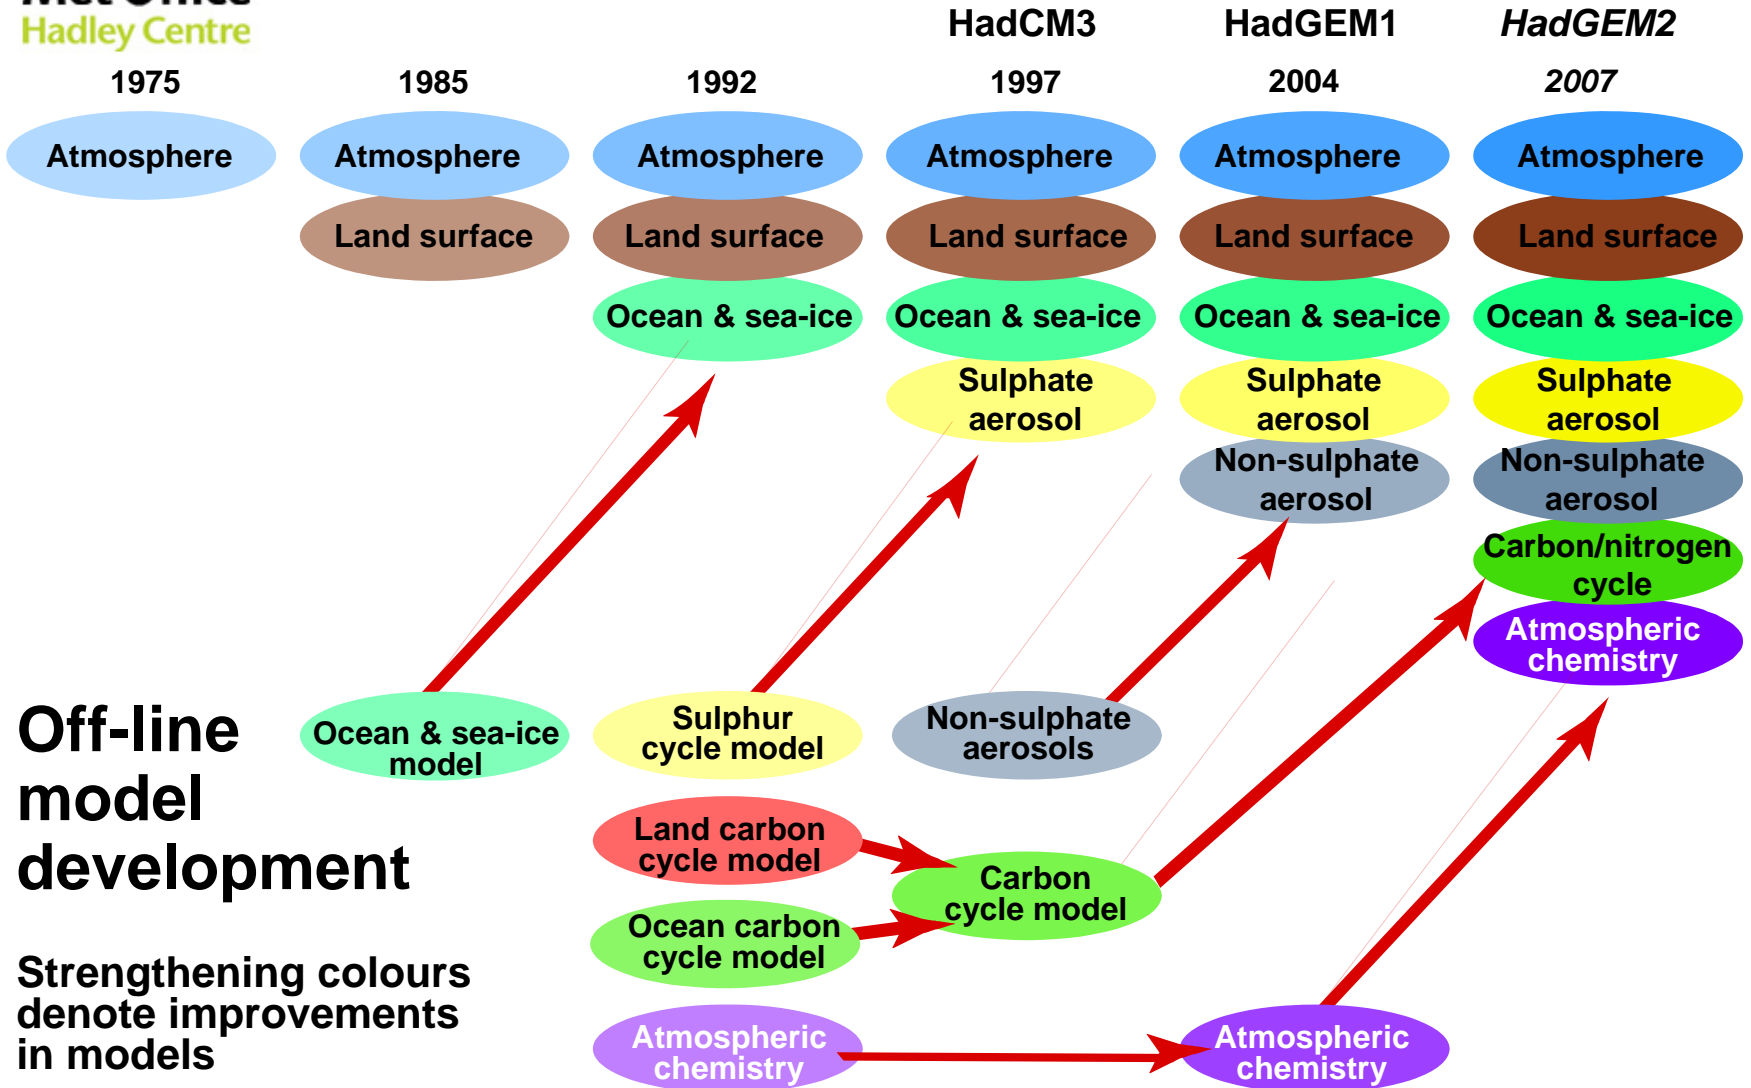 Met Office
Hadley Centre
HadCM3
HadGEM1
HadGEM2
1975
1985
1992
1997
2004
2007
Atmosphere
Atmosphere
Atmosphere
Atmosphere
Atmosphere
Atmosphere
Land surface
Land surface
Land surface
Land surface
Land surface
Ocean & sea-ice
Ocean & sea-ice
Ocean & sea-ice
Ocean & sea-ice
Sulphate
aerosol
Sulphate
aerosol
Sulphate
aerosol
Non-sulphate
aerosol
Non-sulphate
aerosol
Carbon/nitrogen
cycle
Atmospheric
chemistry
Off-line
model
development
Ocean & sea-ice
model
Sulphur
cycle model
Non-sulphate
aerosols
Land carbon
cycle model
Carbon
cycle model
Ocean carbon
cycle model
Strengthening colours
denote improvements
in models
Atmospheric
chemistry
Atmospheric
chemistry